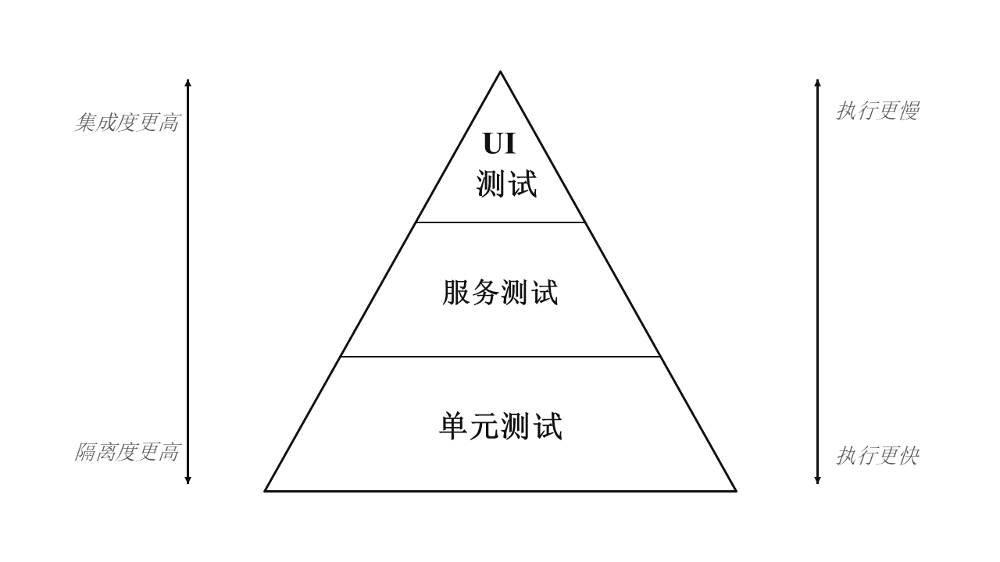 执行更慢
集成度更高
UI
测试
服务测试
单元测试
隔离度更高
执行更快